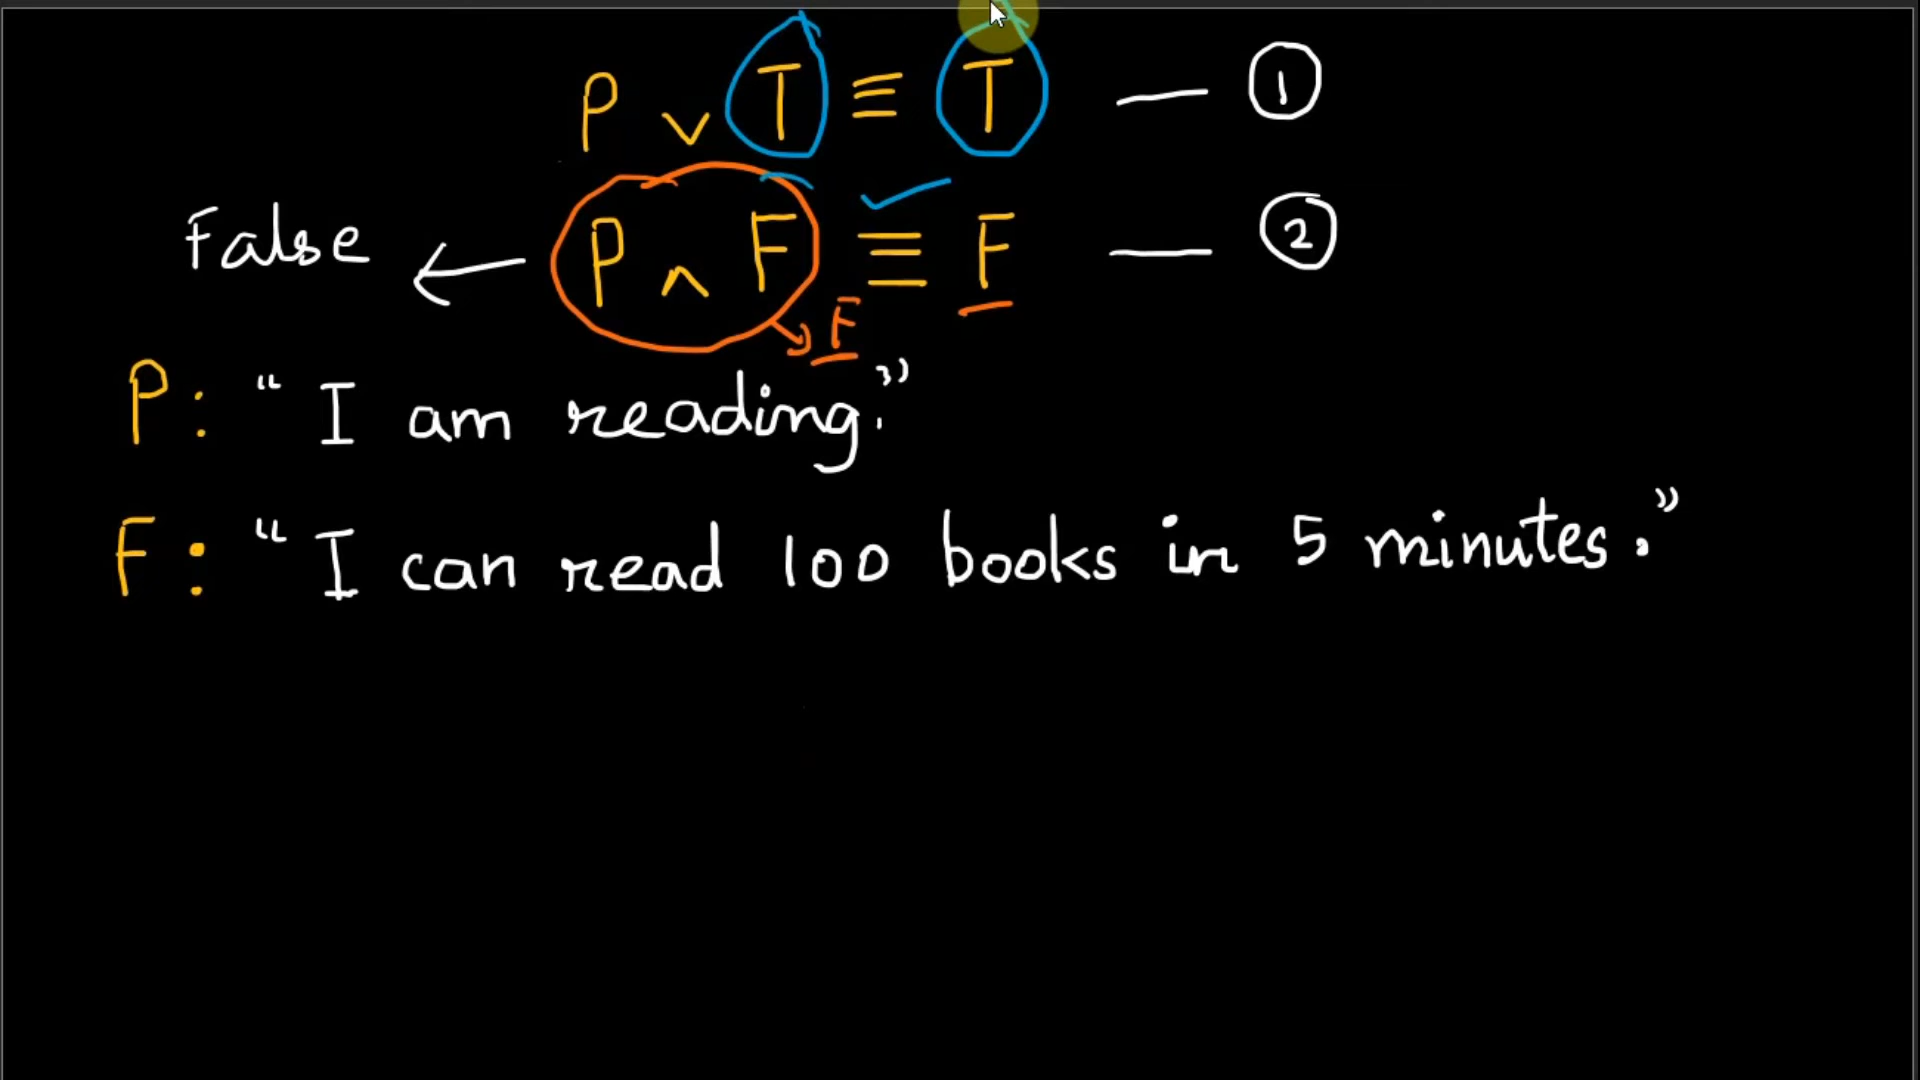 P ∨ T ≡ T — ①
False ← P ∧ F ≡ F — ②
F
P: “I am reading.”
F: “I can read 100 books in 5 minutes.”